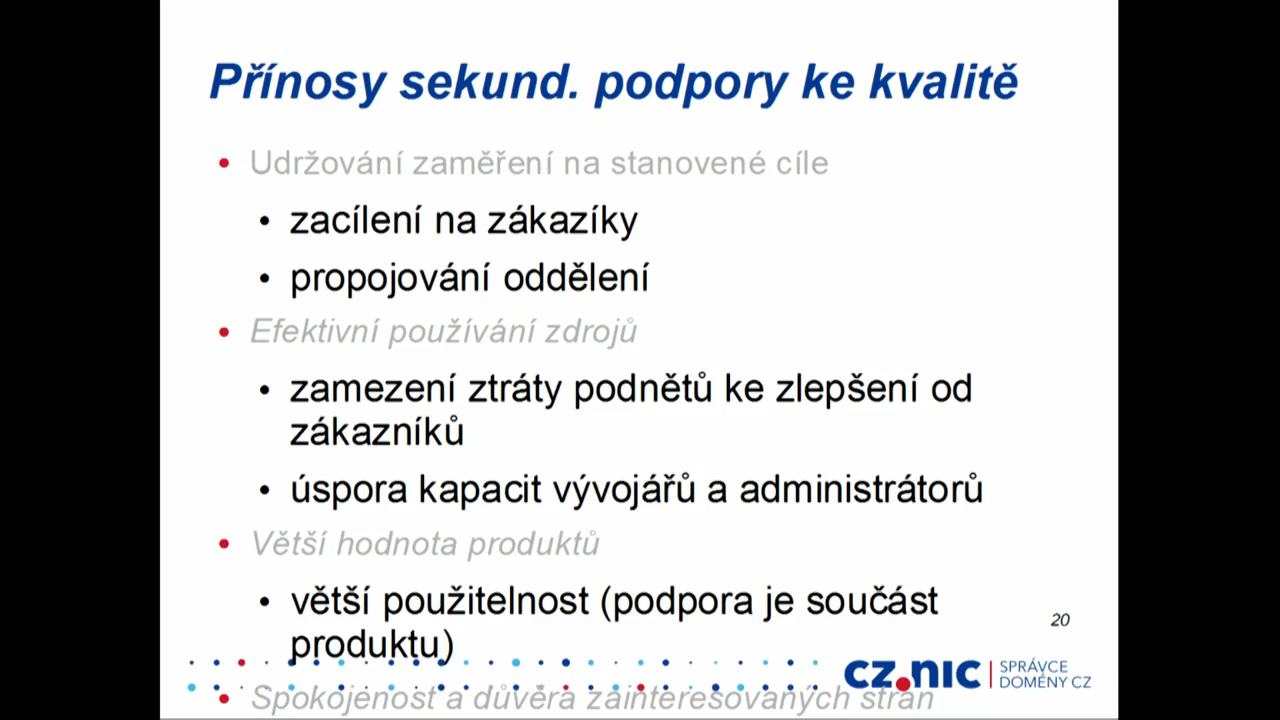 Přínosy sekund. podpory ke kvalitě
• Udržování zaměření na stanovené cíle
• zacílení na zákazíky
• propojování oddělení
• Efektivní používání zdrojů
• zamezení ztráty podnětů ke zlepšení od
zákazníků
• úspora kapacit vývojářů a administrátorů
• Větší hodnota produktů
• větší použitelnost (podpora je součást
produktu)
20
• Spokojenost a důvěra zainteresovaných stran
CZ.NIC
SPRÁVCE
DOMÉNY CZ